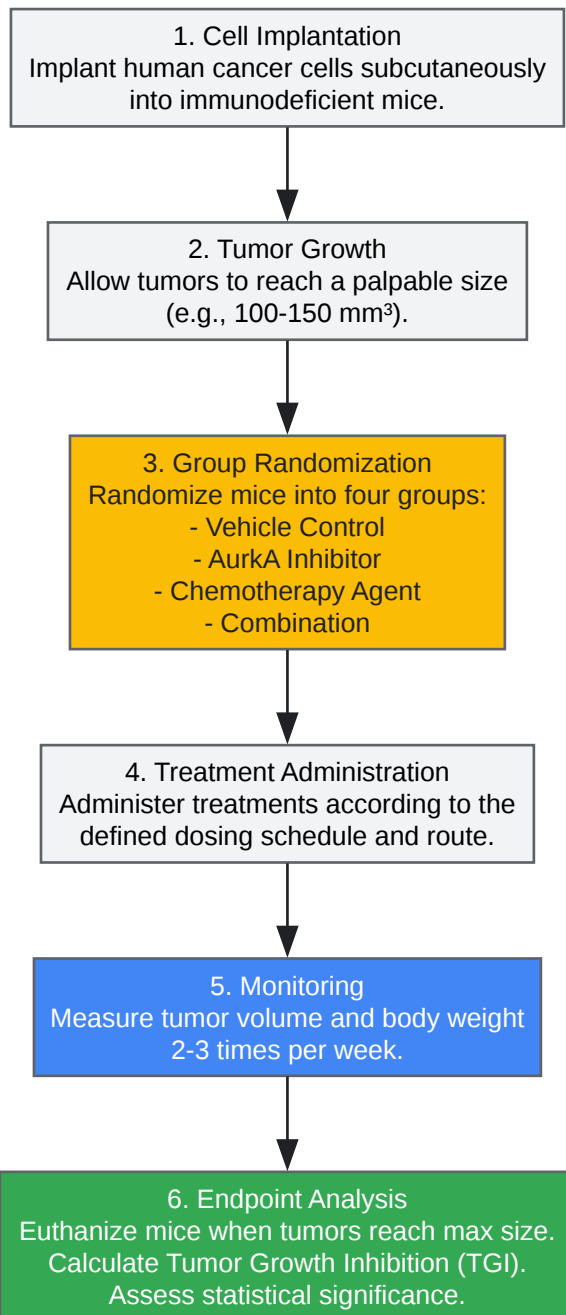 1. Cell Implantation
Implant human cancer cells subcutaneously
into immunodeficient mice.
2. Tumor Growth
Allow tumors to reach a palpable size
(e.g., 100-150 mm³).
3. Group Randomization
Randomize mice into four groups:
- Vehicle Control
- AurkA Inhibitor
- Chemotherapy Agent
- Combination
4. Treatment Administration
Administer treatments according to the
defined dosing schedule and route.
5. Monitoring
Measure tumor volume and body weight
2-3 times per week.
6. Endpoint Analysis
Euthanize mice when tumors reach max size.
Calculate Tumor Growth Inhibition (TGI).
Assess statistical significance.